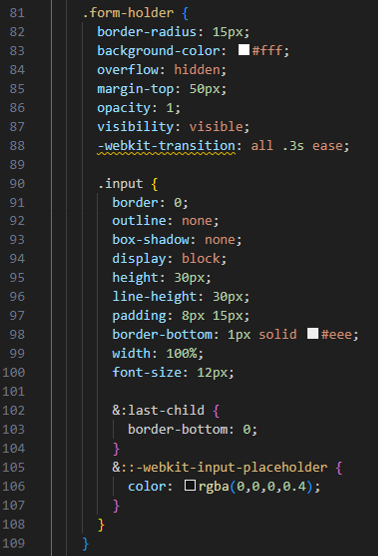 81 .form-holder {
82 border-radius: 15px;
83 background-color: #fff;
84 overflow: hidden;
85 margin-top: 50px;
86 opacity: 1;
87 visibility: visible;
88 -webkit-transition: all .3s ease;
89
90 .input {
91 border: 0;
92 outline: none;
93 box-shadow: none;
94 display: block;
95 height: 30px;
96 line-height: 30px;
97 padding: 8px 15px;
98 border-bottom: 1px solid #eee;
99 width: 100%;
100 font-size: 12px;
101
102 &:last-child {
103 border-bottom: 0;
104 }
105 &::-webkit-input-placeholder {
106 color: rgba(0,0,0,0.4);
107 }
108 }
109 }